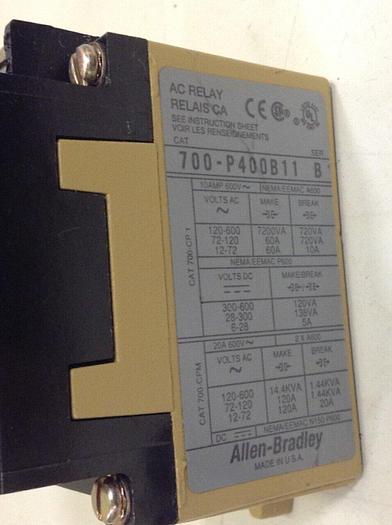 AC RELAY
RELAIS CA
SEE INSTRUCTION SHEET
VOIR LES RENSEIGNEMENTS
CAT
SER
700-P400B11 B
CAT 700-CP 1
10AMP 600V~ NEMA/EEMAC A600
VOLTS AC MAKE BREAK
120-600 7200VA 720VA
72-120 60A 720VA
12-72 60A 10A
NEMA/EEMAC P600
VOLTS DC MAKE/BREAK
300-600 120VA
28-300 138VA
6-28 5A
CAT 700-CPM
20A 600V~ 2 X A600
VOLTS AC MAKE BREAK
120-600 14.4KVA 1.44KVA
72-120 120A 1.44KVA
12-72 120A 20A
DC NEMA/EEMAC N150 P600
Allen-Bradley
MADE IN U.S.A.